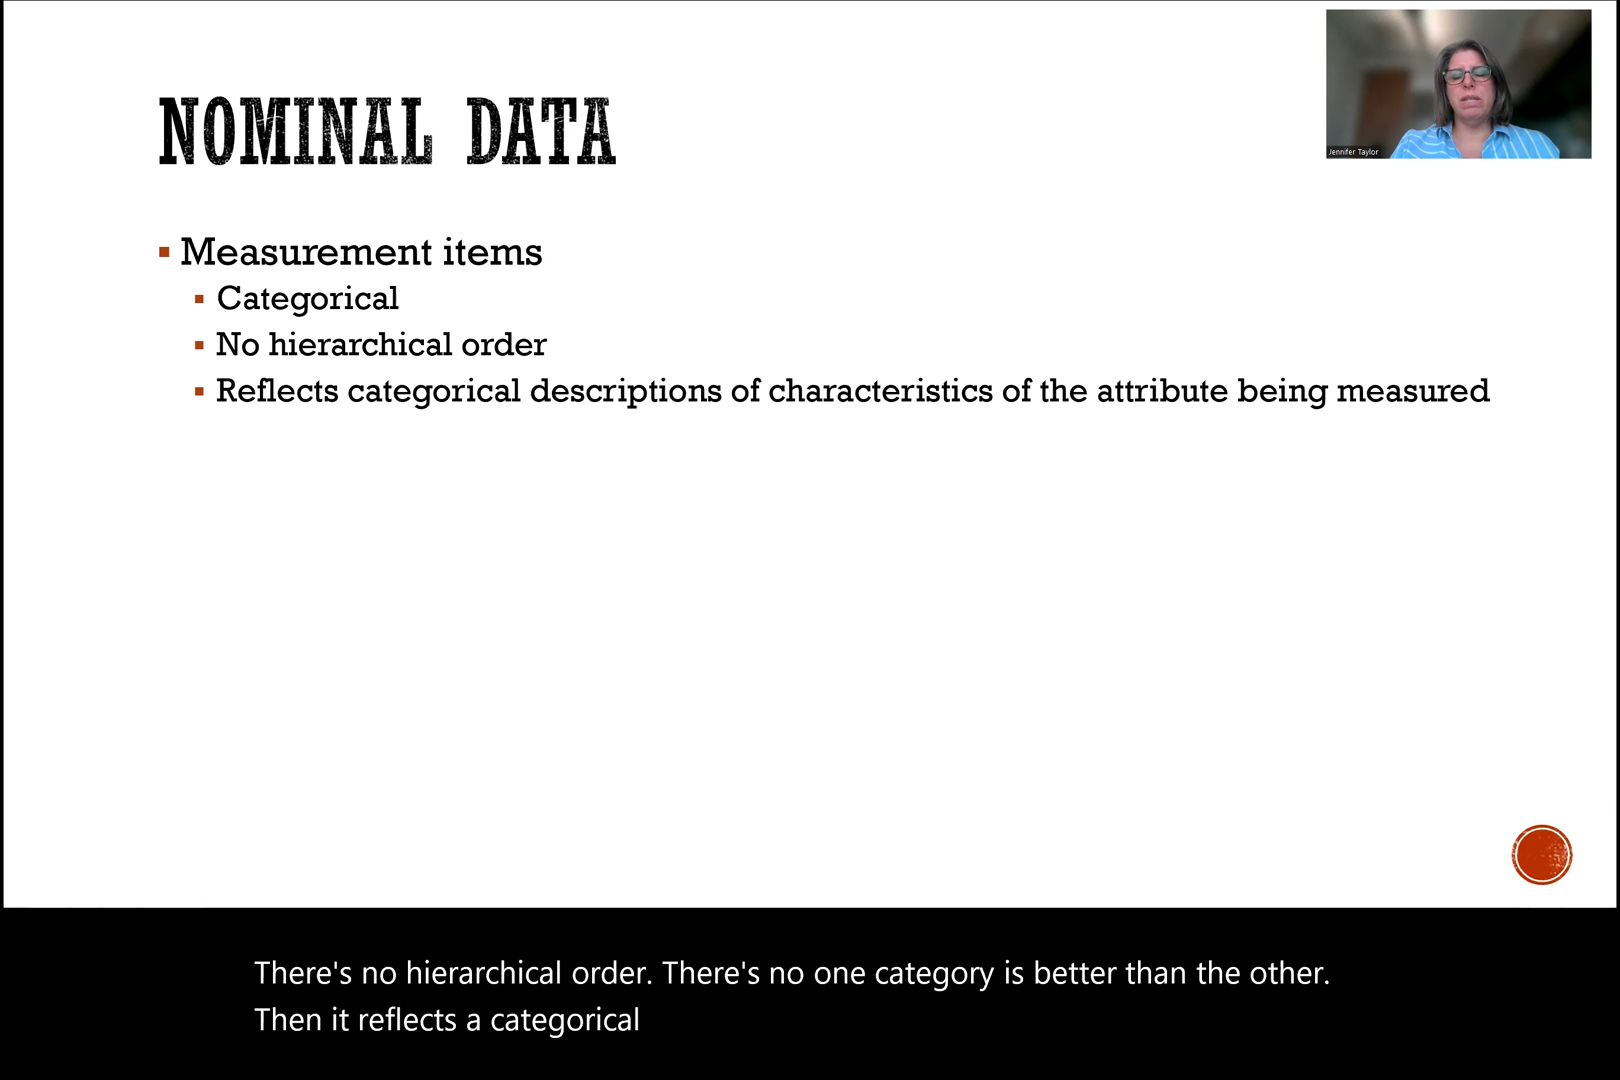 NOMINAL DATA
Jennifer Taylor
Measurement items
Categorical
No hierarchical order
Reflects categorical descriptions of characteristics of the attribute being measured
There's no hierarchical order. There's no one category is better than the other.
Then it reflects a categorical